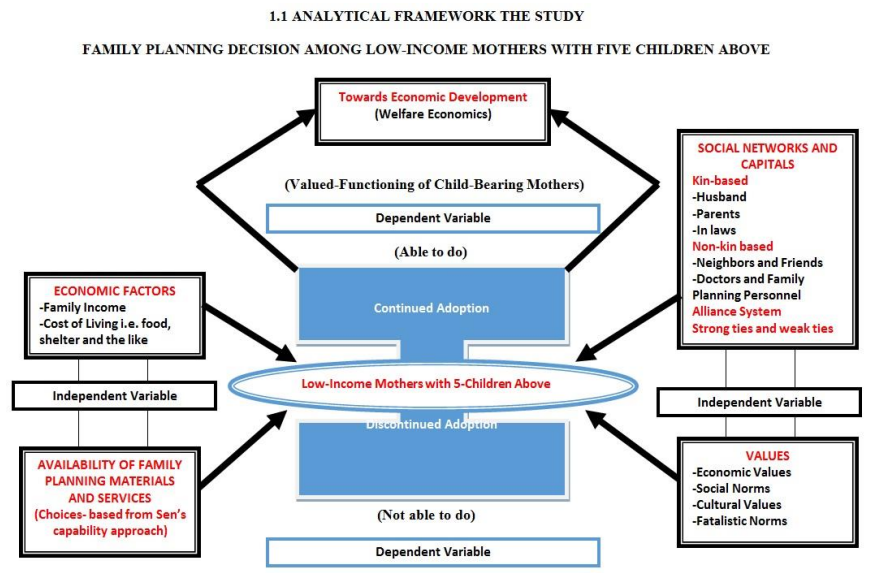 1.1 ANALYTICAL FRAMEWORK THE STUDY
FAMILY PLANNING DECISION AMONG LOW-INCOME MOTHERS WITH FIVE CHILDREN ABOVE
Towards Economic Development
(Welfare Economics)
(Valued-Functioning of Child-Bearing Mothers)
Dependent Variable
(Able to do)
Continued Adoption
SOCIAL NETWORKS AND
CAPITALS
Kin-based
-Husband
-Parents
-In laws
Non-kin based
-Neighbors and Friends
-Doctors and Family
Planning Personnel
Alliance System
Strong ties and weak ties
ECONOMIC FACTORS
-Family Income
-Cost of Living i.e. food,
shelter and the like
Low-Income Mothers with 5-Children Above
Independent Variable
Independent Variable
Discontinued Adoption
AVAILABILITY OF FAMILY
PLANNING MATERIALS
AND SERVICES
(Choices- based from Sen's
capability approach)
VALUES
-Economic Values
-Social Norms
-Cultural Values
-Fatalistic Norms
(Not able to do)
Dependent Variable